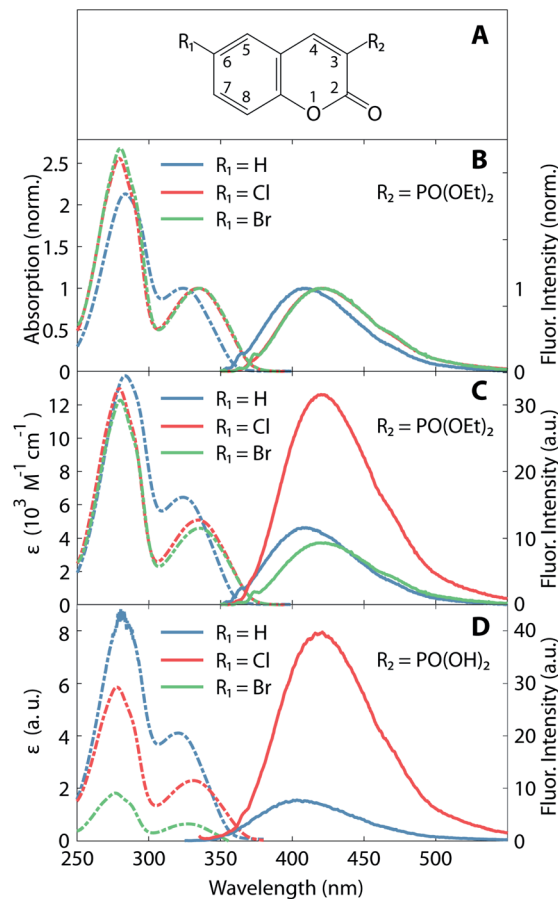 A
R₁
R₂
5
4
6
3
7
2
8
1
O
O
B
2.5
2
1.5
1
0.5
0
Absorption (norm.)
R₁ = H
R₁ = Cl
R₁ = Br
R₂ = PO(OEt)₂
1
0
Fluor. Intensity (norm.)
C
12
10
8
6
4
2
0
ε (10³ M⁻¹ cm⁻¹)
R₁ = H
R₁ = Cl
R₁ = Br
R₂ = PO(OEt)₂
30
20
10
0
Fluor. Intensity (a.u.)
D
8
6
4
2
0
ε (a. u.)
R₁ = H
R₁ = Cl
R₁ = Br
R₂ = PO(OH)₂
40
30
20
10
0
Fluor. Intensity (a.u.)
250 300 350 400 450 500
Wavelength (nm)